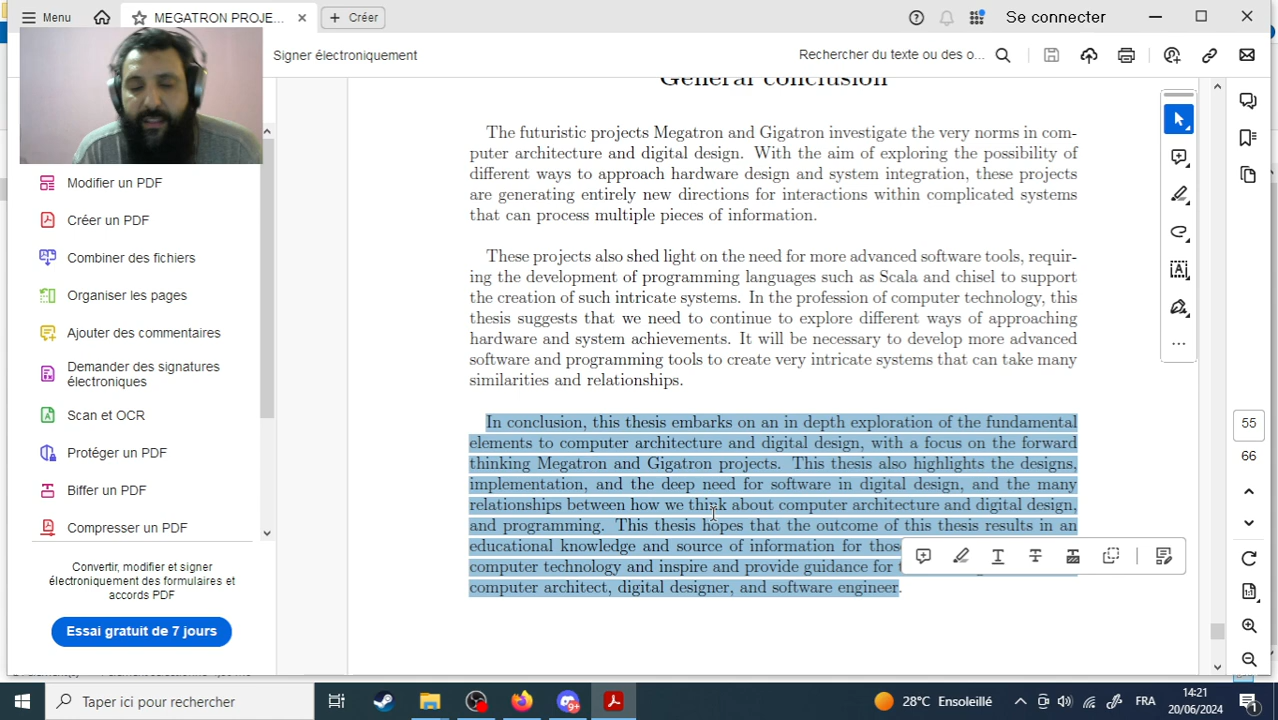 Menu
MEGATRON PROJE...
Créer
Se connecter
Signer électroniquement
Rechercher du texte ou des o...
Modifier un PDF
Créer un PDF
Combiner des fichiers
Organiser les pages
Ajouter des commentaires
Demander des signatures
électroniques
Scan et OCR
Protéger un PDF
Biffer un PDF
Compresser un PDF
Convertir, modifier et signer
électroniquement des formulaires et
accords PDF
Essai gratuit de 7 jours
General conclusion
The futuristic projects Megatron and Gigatron investigate the very norms in com-
puter architecture and digital design. With the aim of exploring the possibility of
different ways to approach hardware design and system integration, these projects
are generating entirely new directions for interactions within complicated systems
that can process multiple pieces of information.
These projects also shed light on the need for more advanced software tools, requir-
ing the development of programming languages such as Scala and chisel to support
the creation of such intricate systems. In the profession of computer technology, this
thesis suggests that we need to continue to explore different ways of approaching
hardware and system achievements. It will be necessary to develop more advanced
software and programming tools to create very intricate systems that can take many
similarities and relationships.
In conclusion, this thesis embarks on an in depth exploration of the fundamental
elements to computer architecture and digital design, with a focus on the forward
thinking Megatron and Gigatron projects. This thesis also highlights the designs,
implementation, and the deep need for software in digital design, and the many
relationships between how we think about computer architecture and digital design,
and programming. This thesis hopes that the outcome of this thesis results in an
educational knowledge and source of information for those
computer technology and inspire and provide guidance for
computer architect, digital designer, and software engineer.
55
66
Taper ici pour rechercher
28°C Ensoleillé
FRA
14:21
20/06/2024